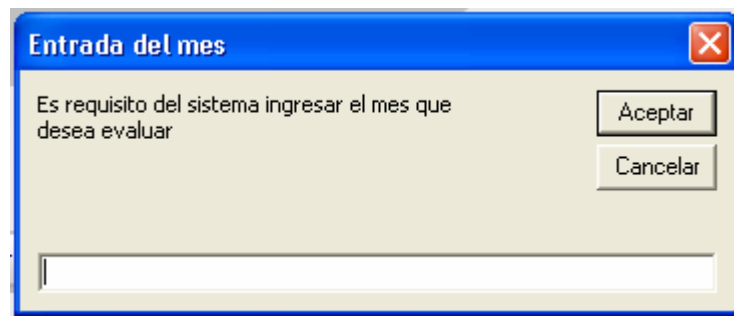 Entrada del mes
Es requisito del sistema ingresar el mes que
desea evaluar
Aceptar
Cancelar